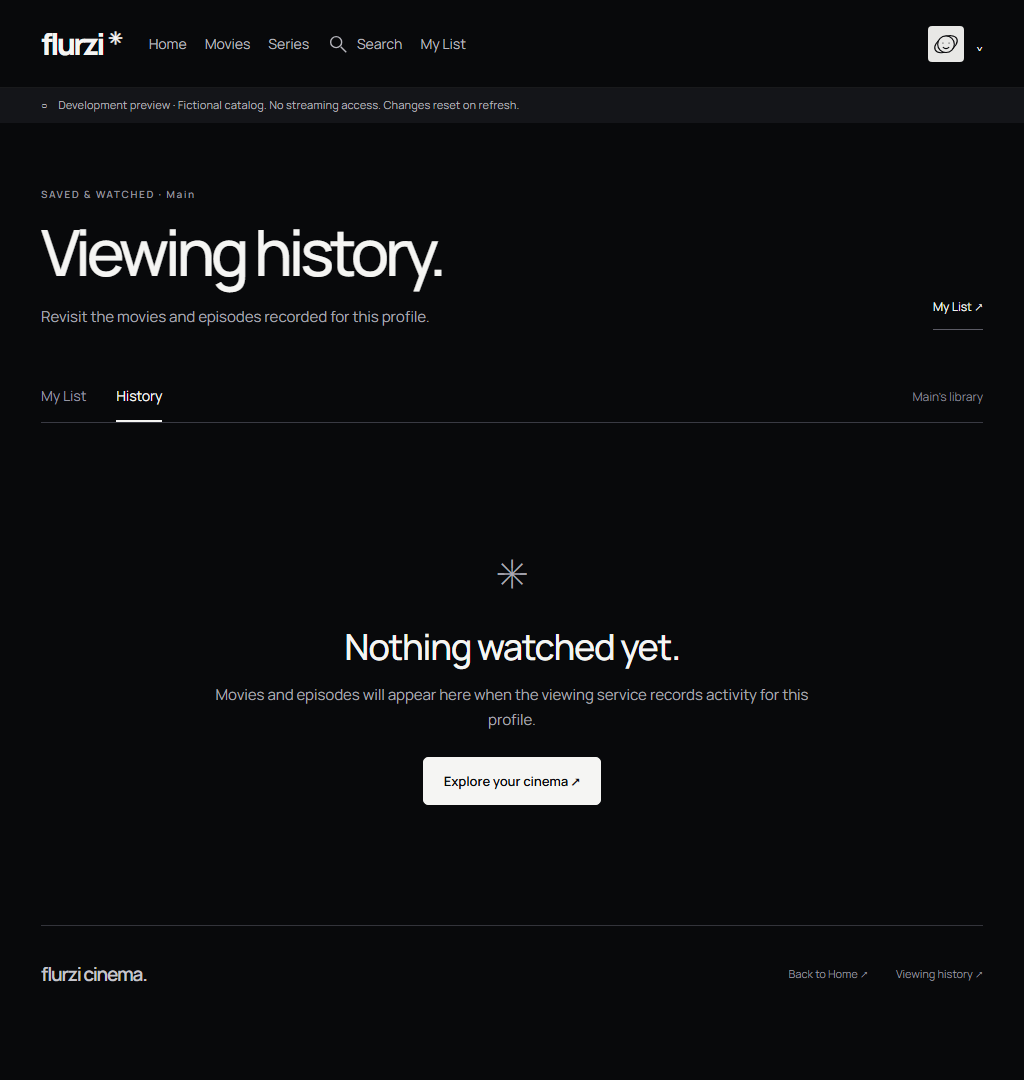 flurzi *
Home Movies Series Search My List
Development preview · Fictional catalog. No streaming access. Changes reset on refresh.
SAVED & WATCHED · Main
Viewing history.
Revisit the movies and episodes recorded for this profile.
My List ↗
My List History
Main's library
Nothing watched yet.
Movies and episodes will appear here when the viewing service records activity for this
profile.
Explore your cinema ↗
flurzi cinema.
Back to Home ↗ Viewing history ↗